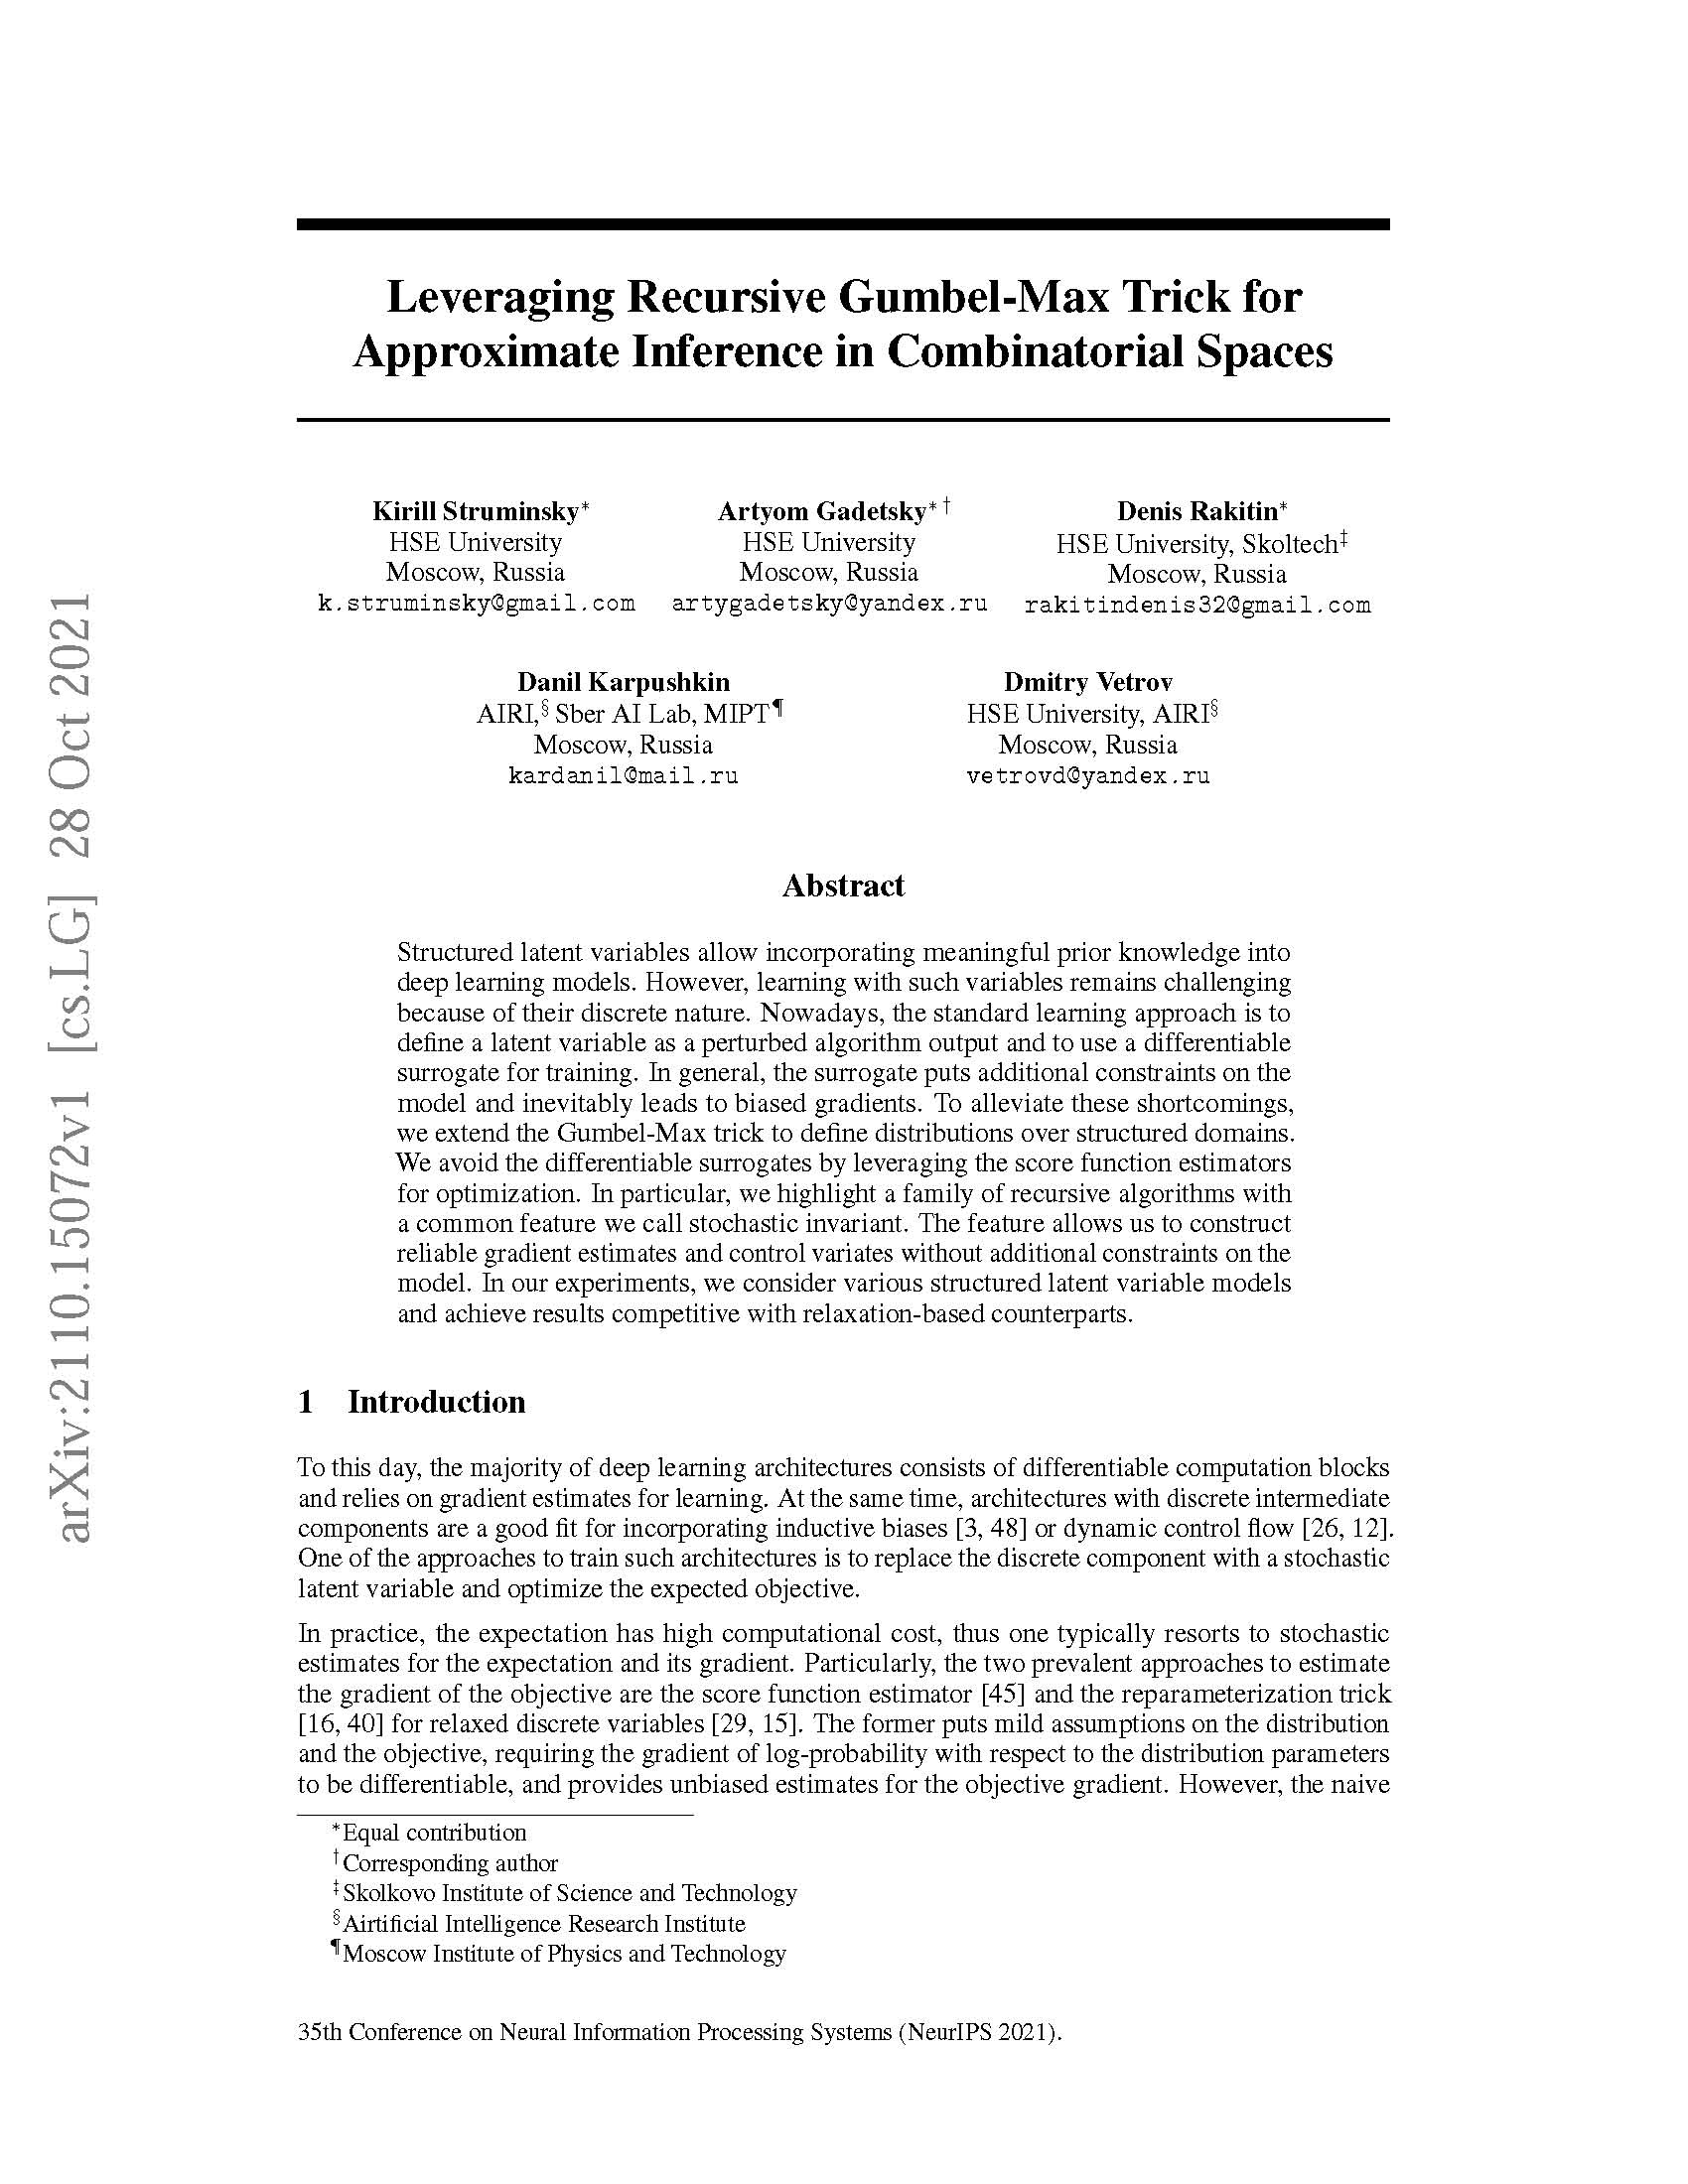 arXiv:2110.15072v1 [cs.LG] 28 Oct 2021
Leveraging Recursive Gumbel-Max Trick for
Approximate Inference in Combinatorial Spaces
Kirill Struminsky*
HSE University
Moscow, Russia
k.struminsky@gmail.com
Artyom Gadetsky*†
HSE University
Moscow, Russia
artygadetsky@yandex.ru
Denis Rakitin*
HSE University, Skoltech‡
Moscow, Russia
rakitindenis32@gmail.com
Danil Karpushkin
AIRI,§ Sber AI Lab, MIPT¶
Moscow, Russia
kardanil@mail.ru
Dmitry Vetrov
HSE University, AIRI§
Moscow, Russia
vetrovd@yandex.ru
Abstract
Structured latent variables allow incorporating meaningful prior knowledge into
deep learning models. However, learning with such variables remains challenging
because of their discrete nature. Nowadays, the standard learning approach is to
define a latent variable as a perturbed algorithm output and to use a differentiable
surrogate for training. In general, the surrogate puts additional constraints on the
model and inevitably leads to biased gradients. To alleviate these shortcomings,
we extend the Gumbel-Max trick to define distributions over structured domains.
We avoid the differentiable surrogates by leveraging the score function estimators
for optimization. In particular, we highlight a family of recursive algorithms with
a common feature we call stochastic invariant. The feature allows us to construct
reliable gradient estimates and control variates without additional constraints on the
model. In our experiments, we consider various structured latent variable models
and achieve results competitive with relaxation-based counterparts.
1 Introduction
To this day, the majority of deep learning architectures consists of differentiable computation blocks
and relies on gradient estimates for learning. At the same time, architectures with discrete intermediate
components are a good fit for incorporating inductive biases [3, 48] or dynamic control flow [26, 12].
One of the approaches to train such architectures is to replace the discrete component with a stochastic
latent variable and optimize the expected objective.
In practice, the expectation has high computational cost, thus one typically resorts to stochastic
estimates for the expectation and its gradient. Particularly, the two prevalent approaches to estimate
the gradient of the objective are the score function estimator [45] and the reparameterization trick
[16, 40] for relaxed discrete variables [29, 15]. The former puts mild assumptions on the distribution
and the objective, requiring the gradient of log-probability with respect to the distribution parameters
to be differentiable, and provides unbiased estimates for the objective gradient. However, the naive
*Equal contribution
†Corresponding author
‡Skolkovo Institute of Science and Technology
§Airtificial Intelligence Research Institute
¶Moscow Institute of Physics and Technology
35th Conference on Neural Information Processing Systems (NeurIPS 2021).